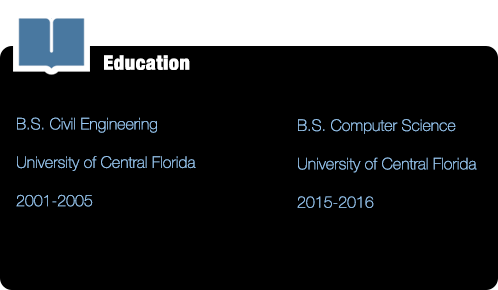 Education
B.S. Civil Engineering
University of Central Florida
2001-2005
B.S. Computer Science
University of Central Florida
2015-2016